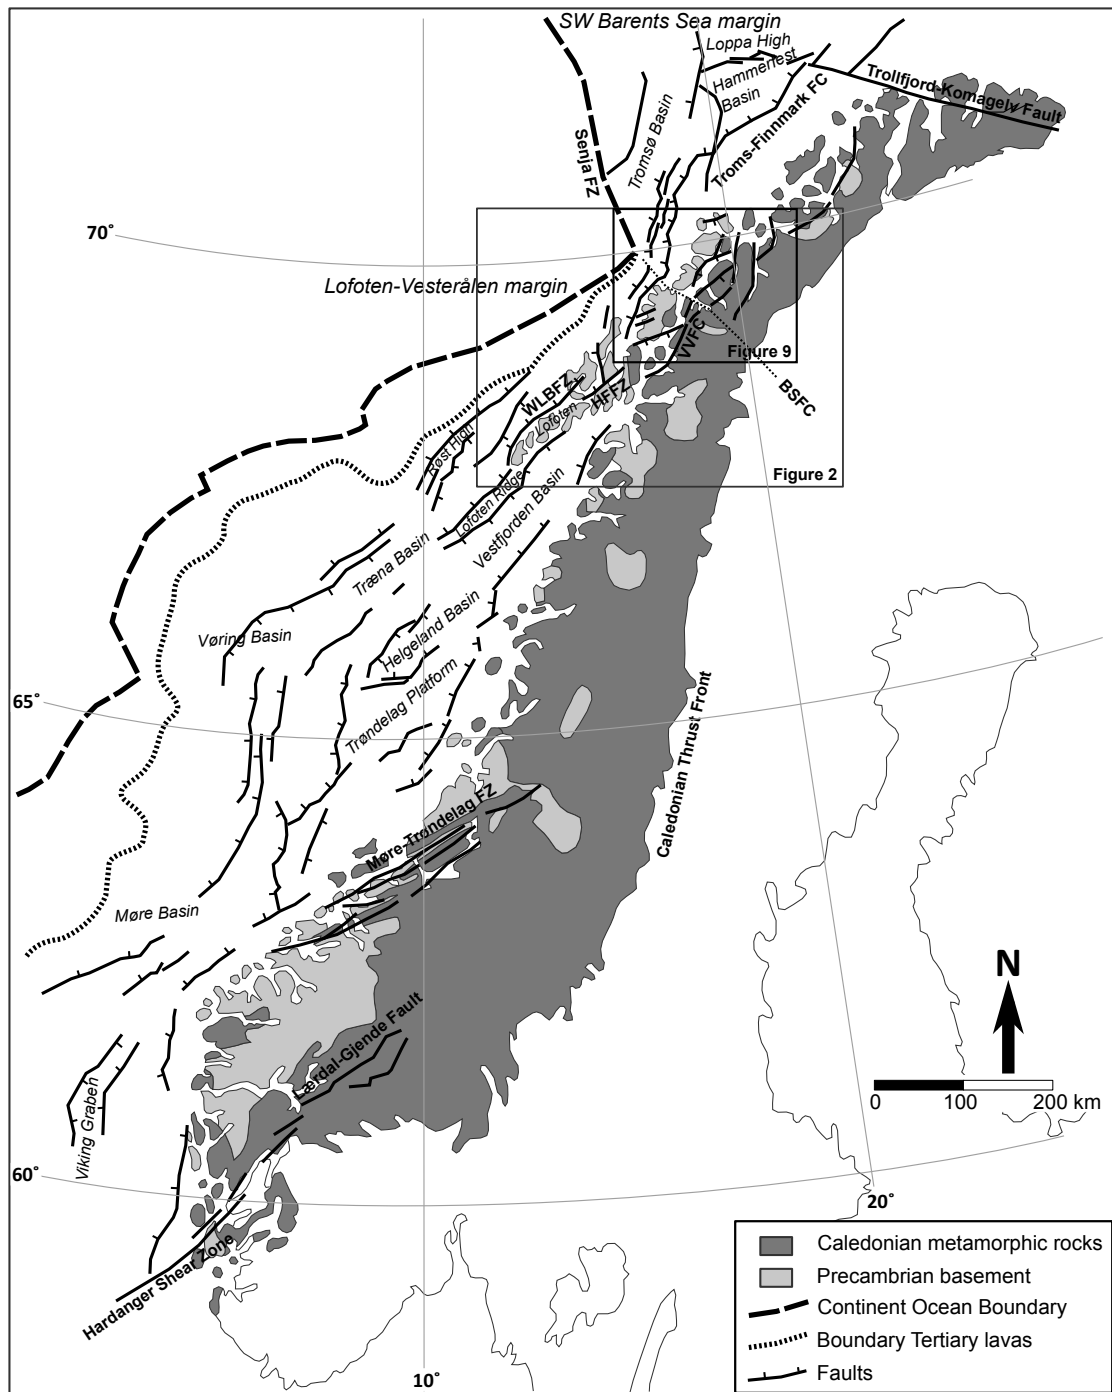 SW Barents Sea margin
Loppa High
Hammerfest
Basin
Trollfjord-Komagelv Fault
Tromsø Basin
Troms-Finnmark FC
Senja FZ
70°
Lofoten-Vesterålen margin
VVFC
Figure 9
BSFC
WLBFZ
HFFZ
Lofoten
Røst High
Figure 2
Lofoten Ridge
Vestfjorden Basin
Træna Basin
Vøring Basin
Helgeland Basin
65°
Trøndelag Platform
Caledonian Thrust Front
Møre-Trøndelag FZ
Møre Basin
N
Lærdal-Gjende Fault
0 100 200 km
Viking Graben
60°
20°
Hardanger Shear Zone
10°
Caledonian metamorphic rocks
Precambrian basement
Continent Ocean Boundary
Boundary Tertiary lavas
Faults